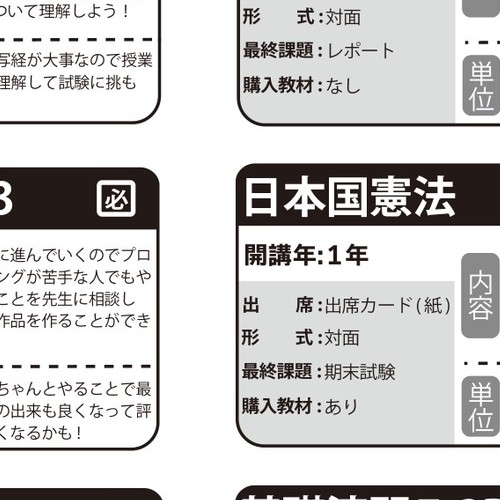 ついて理解しよう！
写経が大事なので授業
理解して試験に挑も
形　式：対面
最終課題：レポート
購入教材：なし
単位
3 必
に進んでいくのでプロ
ングが苦手な人でもや
ことを先生に相談し
作品を作ることができ
ちゃんとやることで最
の出来も良くなって評
くなるかも！
日本国憲法
開講年：1年
出　席：出席カード（紙）
形　式：対面
最終課題：期末試験
購入教材：あり
内容
単位